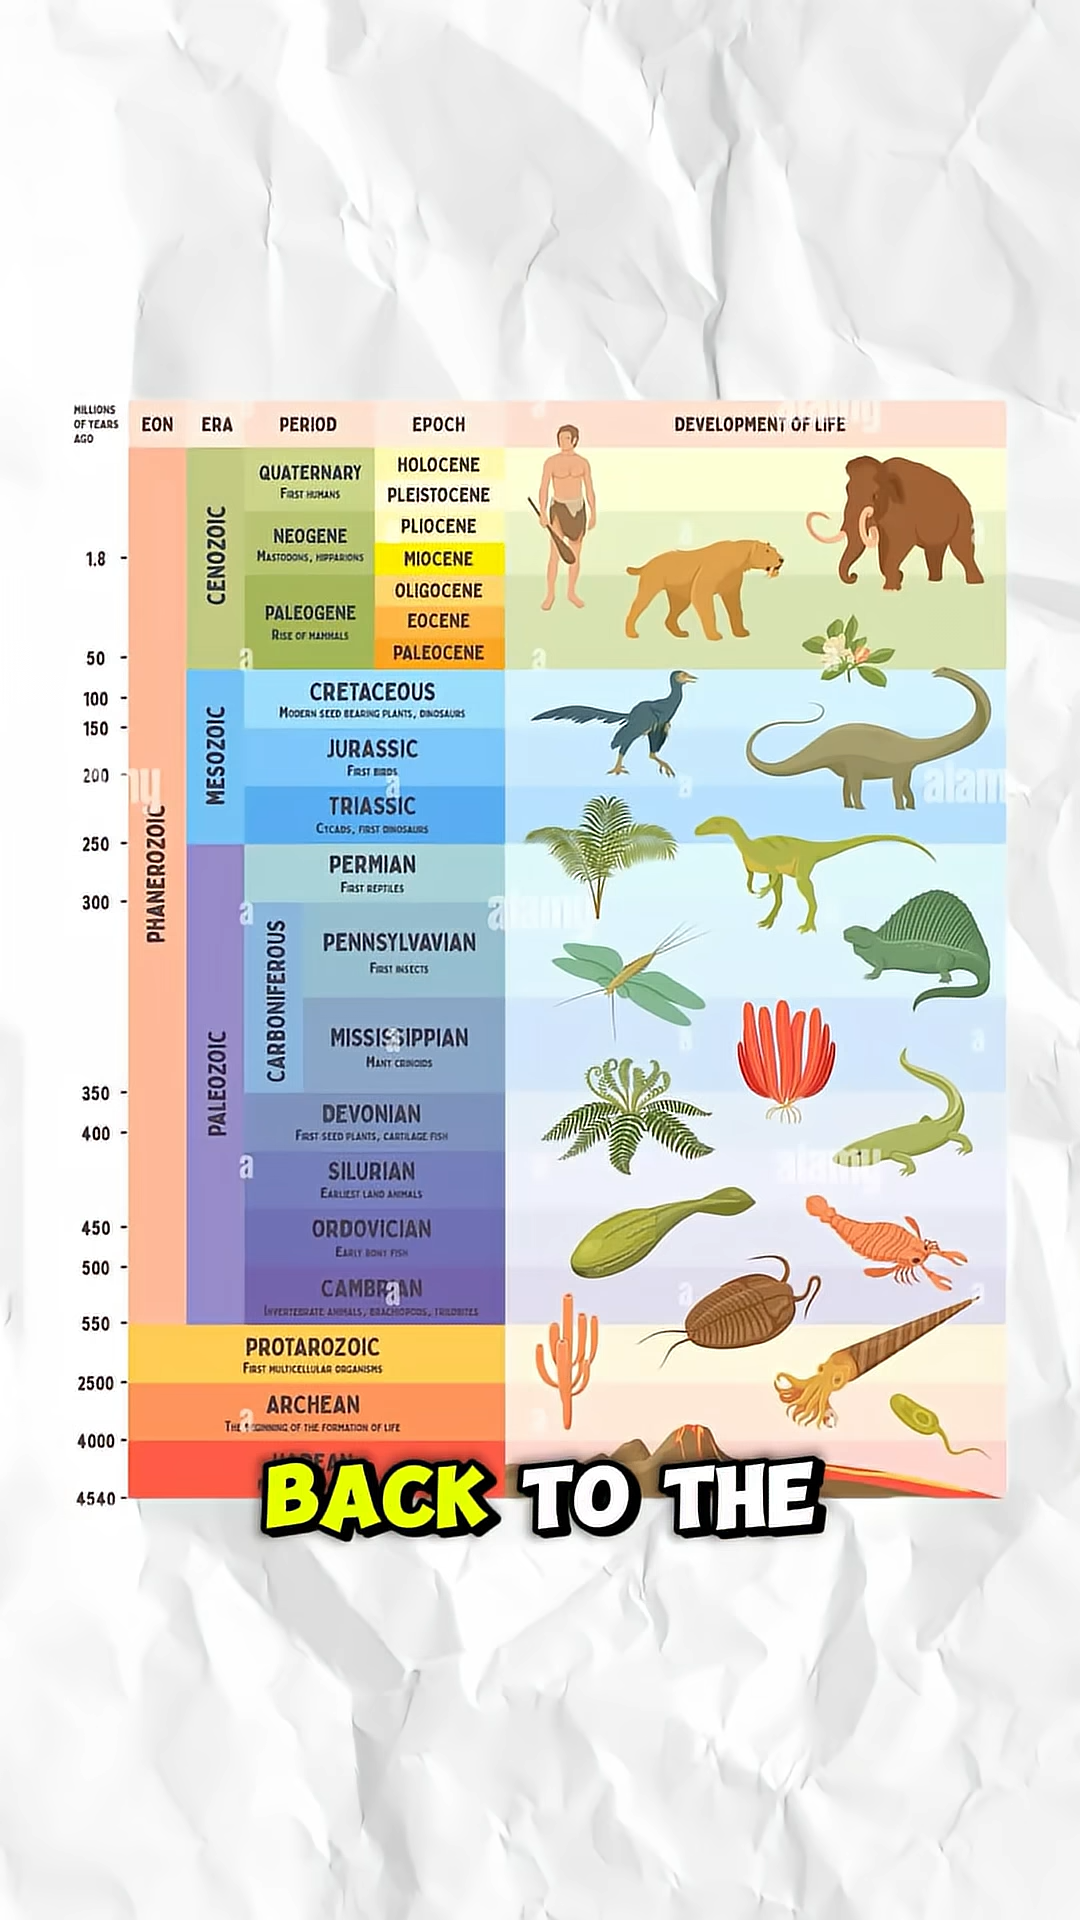 MILLIONS
OF YEARS
AGO
EON
ERA
PERIOD
EPOCH
DEVELOPMENT OF LIFE
PHANEROZOIC
CENOZOIC
QUATERNARY
FIRST HUMANS
HOLOCENE
PLEISTOCENE
NEOGENE
MASTODONS, HIPPARIONS
PLIOCENE
MIOCENE
PALEOGENE
RISE OF MAMMALS
OLIGOCENE
EOCENE
PALEOCENE
1.8
50
MESOZOIC
CRETACEOUS
MODERN SEED BEARING PLANTS, DINOSAURS
JURASSIC
FIRST BIRDS
TRIASSIC
CYCADS, FIRST DINOSAURS
100
150
200
250
PALEOZOIC
PERMIAN
FIRST REPTILES
300
CARBONIFEROUS
PENNSYLVAVIAN
FIRST INSECTS
MISSISSIPPIAN
MANY CRINOIDS
350
DEVONIAN
FIRST SEED PLANTS, CARTILAGE FISH
400
SILURIAN
EARLIEST LAND ANIMALS
ORDOVICIAN
EARLY BONY FISH
450
CAMBRIAN
INVERTEBRATE ANIMALS, BRACHIOPODS, TRILOBITES
500
550
PROTAROZOIC
FIRST MULTICELLULAR ORGANISMS
2500
ARCHEAN
THE BEGINNING OF THE FORMATION OF LIFE
4000
4540
BACK TO THE
alamy
alamy
alamy